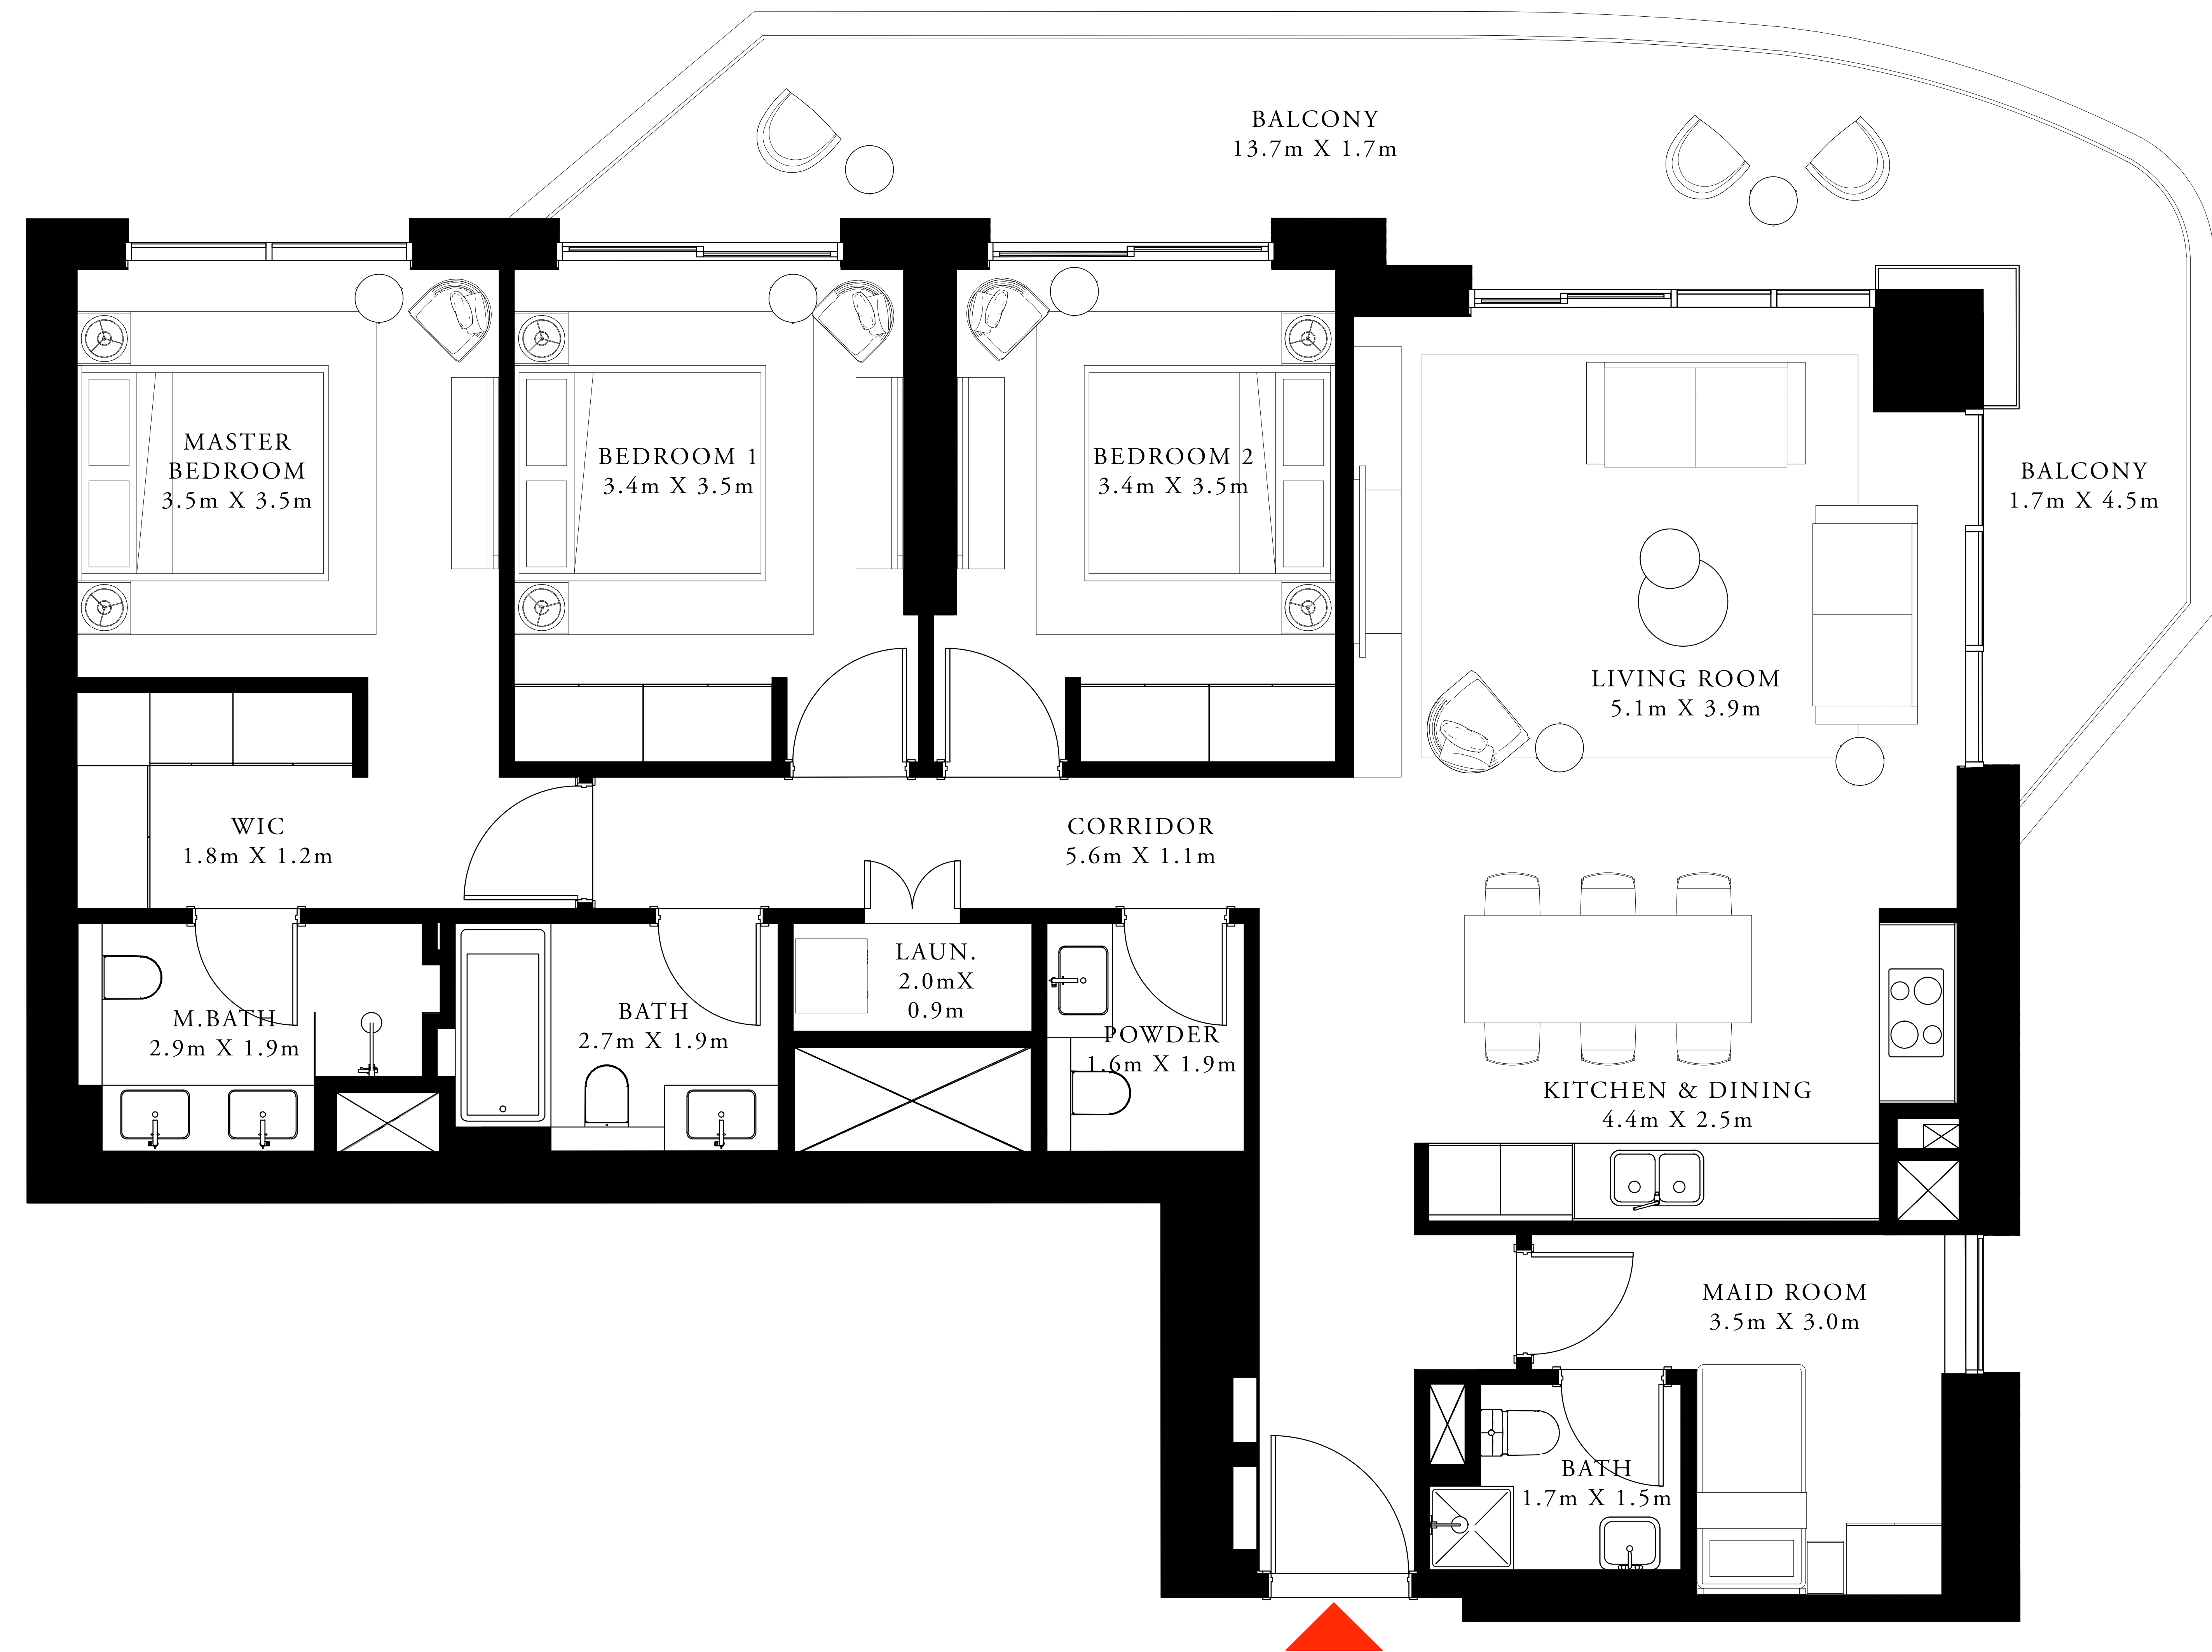 BALCONY
13.7m X 1.7m
MASTER
BEDROOM
3.5m X 3.5m
BEDROOM 1
3.4m X 3.5m
BEDROOM 2
3.4m X 3.5m
BALCONY
1.7m X 4.5m
LIVING ROOM
5.1m X 3.9m
WIC
1.8m X 1.2m
CORRIDOR
5.6m X 1.1m
M.BATH
2.9m X 1.9m
BATH
2.7m X 1.9m
LAUN.
2.0mX
0.9m
POWDER
1.6m X 1.9m
KITCHEN & DINING
4.4m X 2.5m
MAID ROOM
3.5m X 3.0m
BATH
1.7m X 1.5m